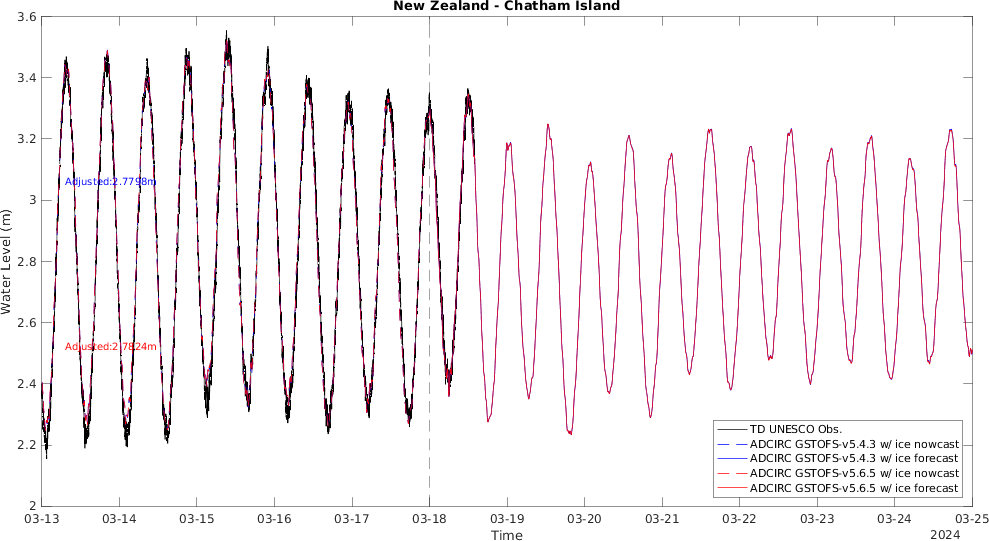 New Zealand - Chatham Island
3.6
3.4
3.2
3
2.8
2.6
2.4
2.2
2
Water Level (m)
Adjusted:2.7798m
Adjusted:2.7824m
TD UNESCO Obs.
ADCIRC GSTOFS-v5.4.3 w/ ice nowcast
ADCIRC GSTOFS-v5.4.3 w/ ice forecast
ADCIRC GSTOFS-v5.6.5 w/ ice nowcast
ADCIRC GSTOFS-v5.6.5 w/ ice forecast
03-13 03-14 03-15 03-16 03-17 03-18 03-19 03-20 03-21 03-22 03-23 03-24 03-25
Time
2024